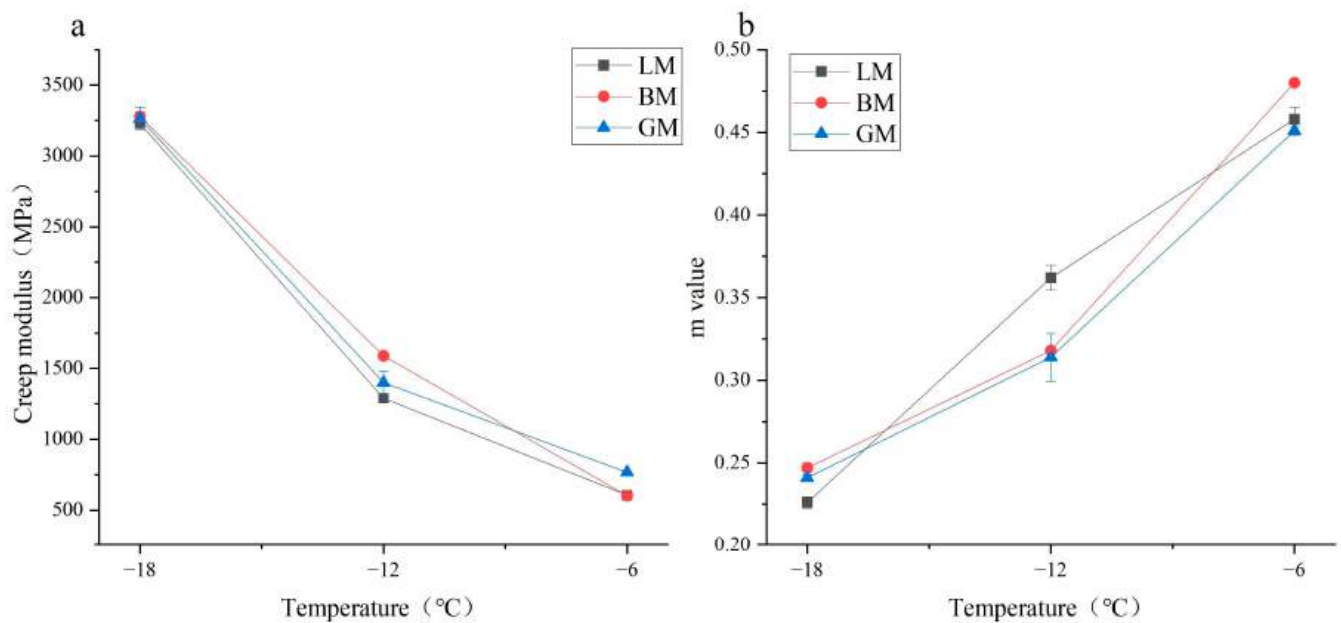 a
LM
BM
GM
3500
3000
2500
2000
1500
1000
500
Creep modulus（MPa）
−18
−12
−6
Temperature（°C）
b
LM
BM
GM
0.50
0.45
0.40
0.35
0.30
0.25
0.20
m value
−18
−12
−6
Temperature（°C）